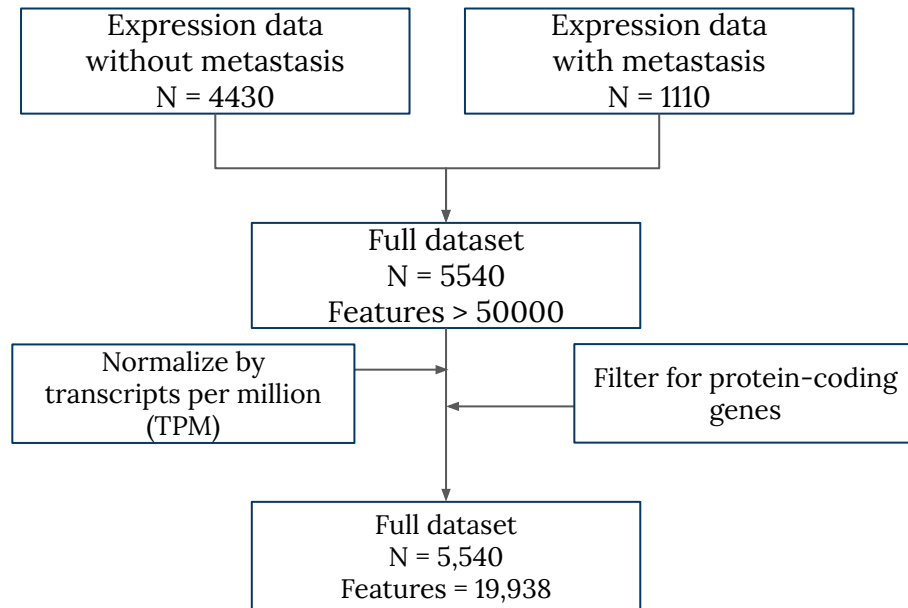 Expression data
without metastasis
N = 4430
Expression data
with metastasis
N = 1110
Full dataset
N = 5540
Features > 50000
Normalize by
transcripts per million
(TPM)
Filter for protein-coding
genes
Full dataset
N = 5,540
Features = 19,938